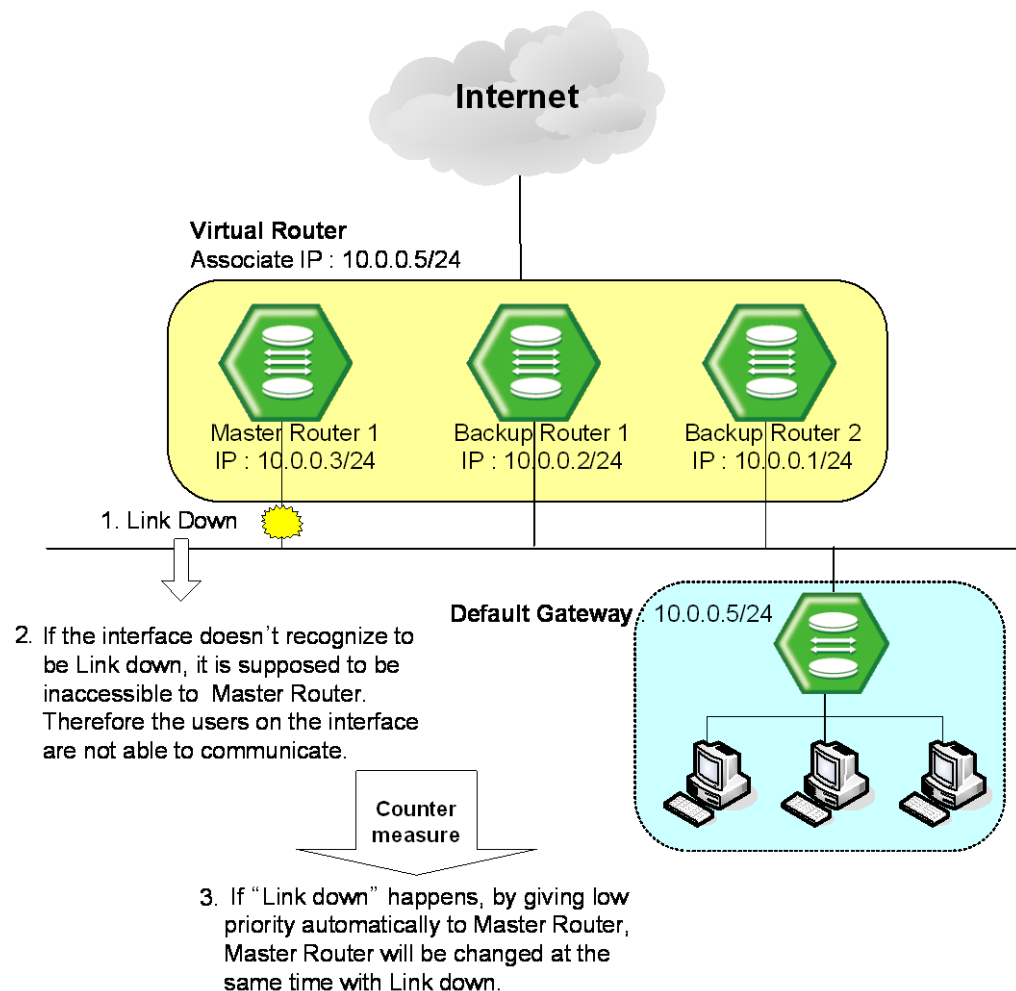 Internet
Virtual Router
Associate IP : 10.0.0.5/24
Master Router 1
IP : 10.0.0.3/24
Backup Router 1
IP : 10.0.0.2/24
Backup Router 2
IP : 10.0.0.1/24
1. Link Down
Default Gateway : 10.0.0.5/24
2. If the interface doesn't recognize to
be Link down, it is supposed to be
inaccessible to Master Router.
Therefore the users on the interface
are not able to communicate.
Counter
measure
3. If “Link down” happens, by giving low
priority automatically to Master Router,
Master Router will be changed at the
same time with Link down.